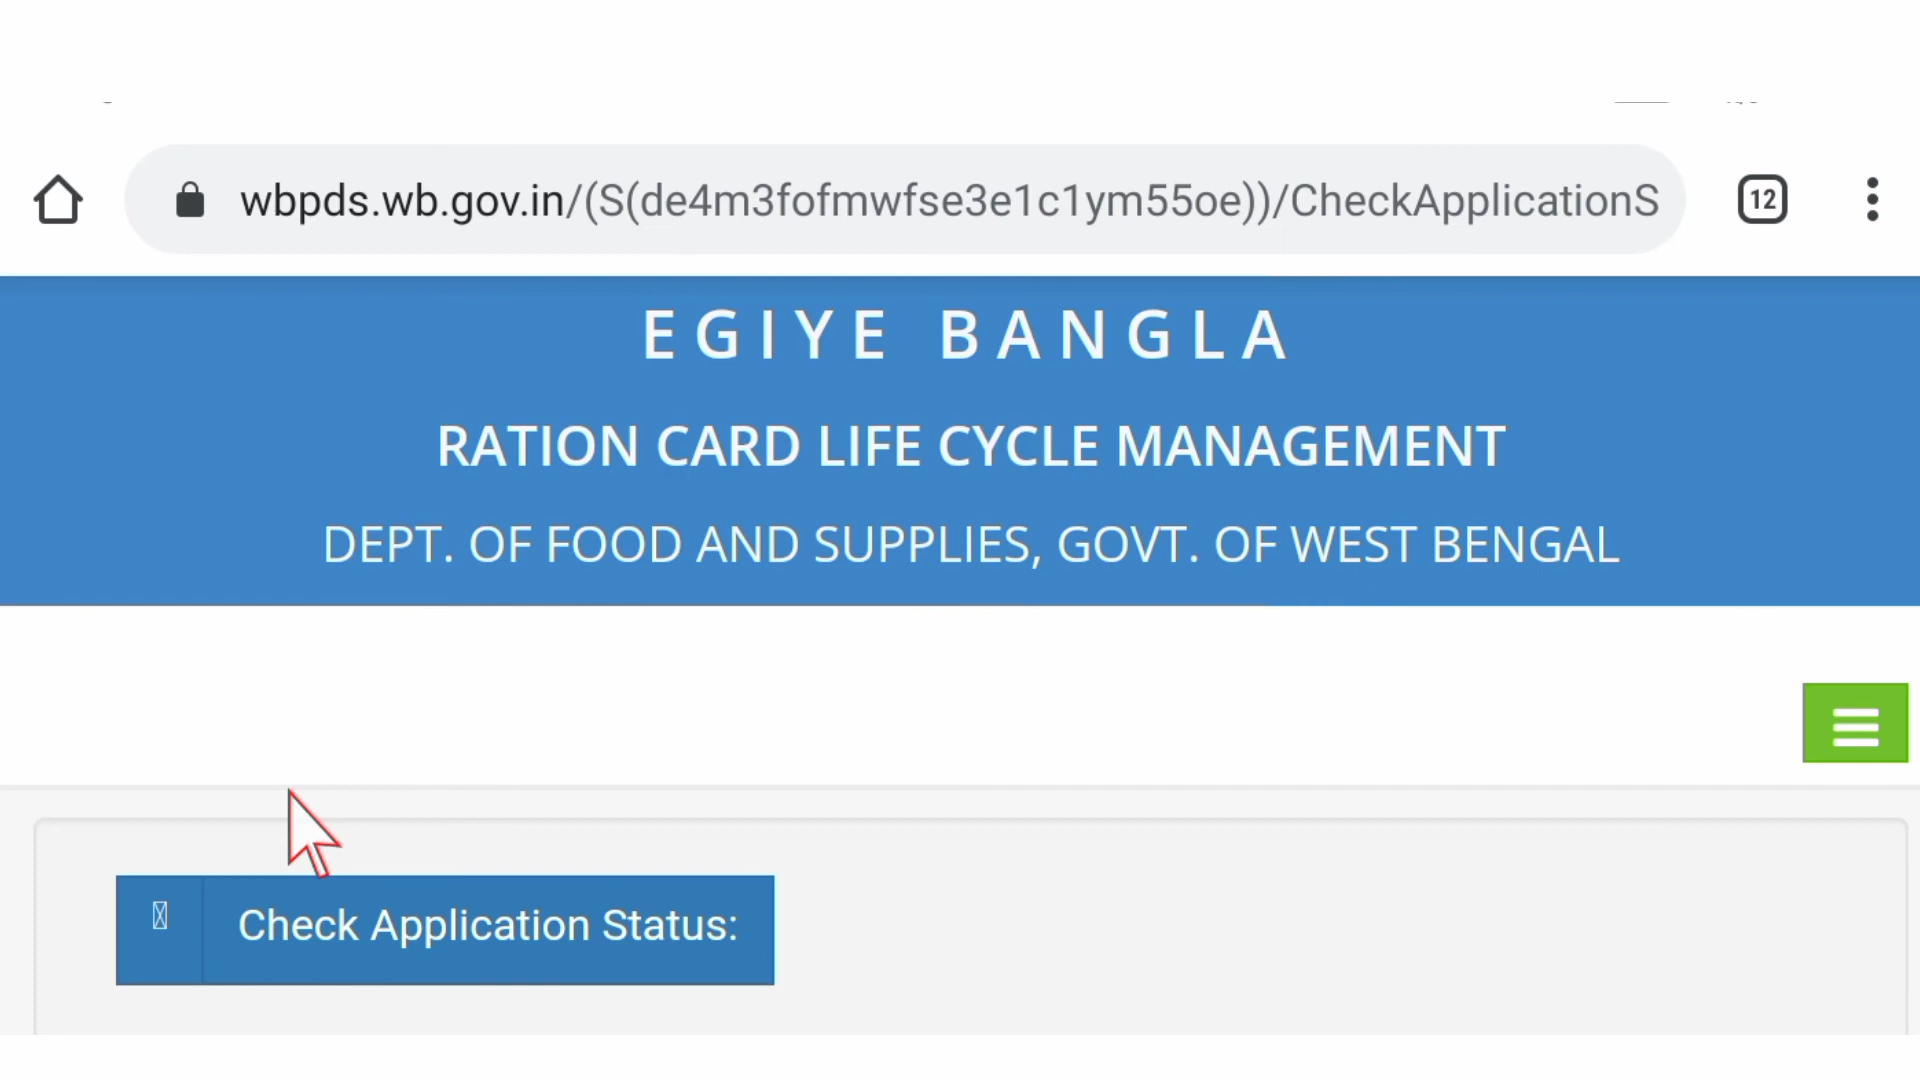 wbpds.wb.gov.in/(S(de4m3fofmwfse3e1c1ym55oe))/CheckApplicationS
12
EGIYE BANGLA
RATION CARD LIFE CYCLE MANAGEMENT
DEPT. OF FOOD AND SUPPLIES, GOVT. OF WEST BENGAL
Check Application Status: